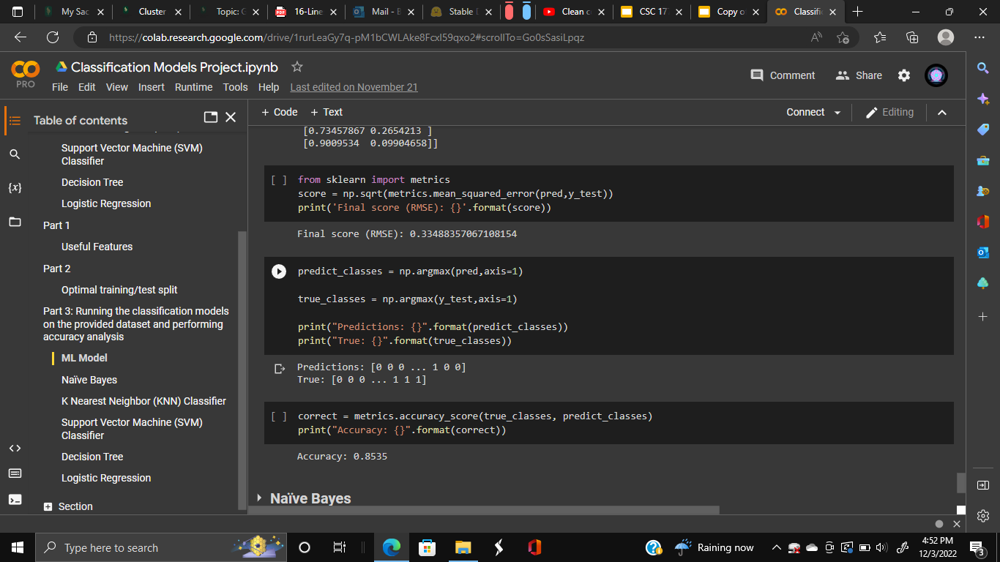 My Sac
Cluster
Topic: C
16-Line
Mail - E
Stable D
Clean c
CSC 177
Copy o
Classific
https://colab.research.google.com/drive/1rurLeaGy7q-pM1bCWLAke8Fcxl59qxo2#scrollTo=Go0sSasiLpqz
PRO
Classification Models Project.ipynb
File Edit View Insert Runtime Tools Help Last edited on November 21
Comment
Share
Table of contents
+ Code + Text
Connect
Editing
Support Vector Machine (SVM)
Classifier
Decision Tree
Logistic Regression
Part 1
Useful Features
Part 2
Optimal training/test split
Part 3: Running the classification models
on the provided dataset and performing
accuracy analysis
ML Model
Naïve Bayes
K Nearest Neighbor (KNN) Classifier
Support Vector Machine (SVM)
Classifier
Decision Tree
Logistic Regression
Section
[0.73457867 0.2654213 ]
[0.9009534  0.09904658]]
[ ] from sklearn import metrics
score = np.sqrt(metrics.mean_squared_error(pred,y_test))
print('Final score (RMSE): {}'.format(score))
Final score (RMSE): 0.33488357067108154
predict_classes = np.argmax(pred,axis=1)
true_classes = np.argmax(y_test,axis=1)
print("Predictions: {}".format(predict_classes))
print("True: {}".format(true_classes))
Predictions: [0 0 0 ... 1 0 0]
True: [0 0 0 ... 1 1 1]
[ ] correct = metrics.accuracy_score(true_classes, predict_classes)
print("Accuracy: {}".format(correct))
Accuracy: 0.8535
Naïve Bayes
Type here to search
Raining now
4:52 PM
12/3/2022
3